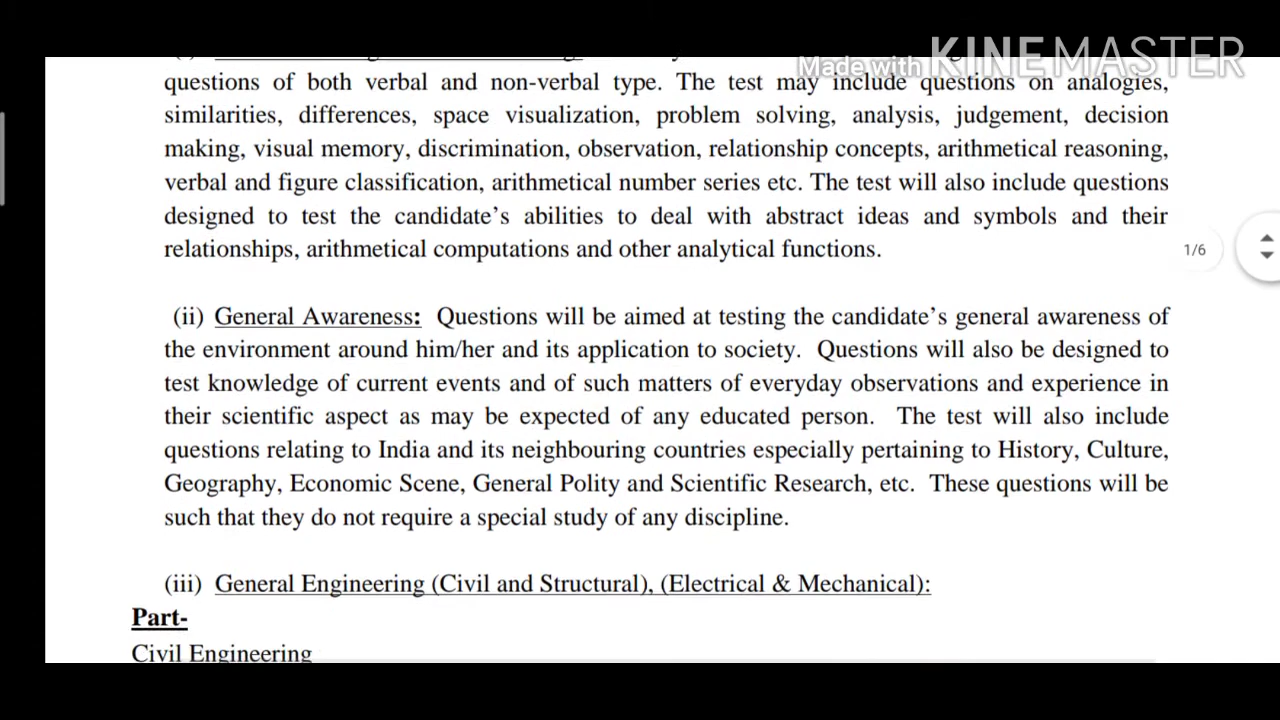 Made with KINEMASTER
questions of both verbal and non-verbal type. The test may include questions on analogies,
similarities, differences, space visualization, problem solving, analysis, judgement, decision
making, visual memory, discrimination, observation, relationship concepts, arithmetical reasoning,
verbal and figure classification, arithmetical number series etc. The test will also include questions
designed to test the candidate's abilities to deal with abstract ideas and symbols and their
relationships, arithmetical computations and other analytical functions.
1/6
(ii) General Awareness: Questions will be aimed at testing the candidate's general awareness of
the environment around him/her and its application to society. Questions will also be designed to
test knowledge of current events and of such matters of everyday observations and experience in
their scientific aspect as may be expected of any educated person. The test will also include
questions relating to India and its neighbouring countries especially pertaining to History, Culture,
Geography, Economic Scene, General Polity and Scientific Research, etc. These questions will be
such that they do not require a special study of any discipline.
(iii) General Engineering (Civil and Structural), (Electrical & Mechanical):
Part-
Civil Engineering